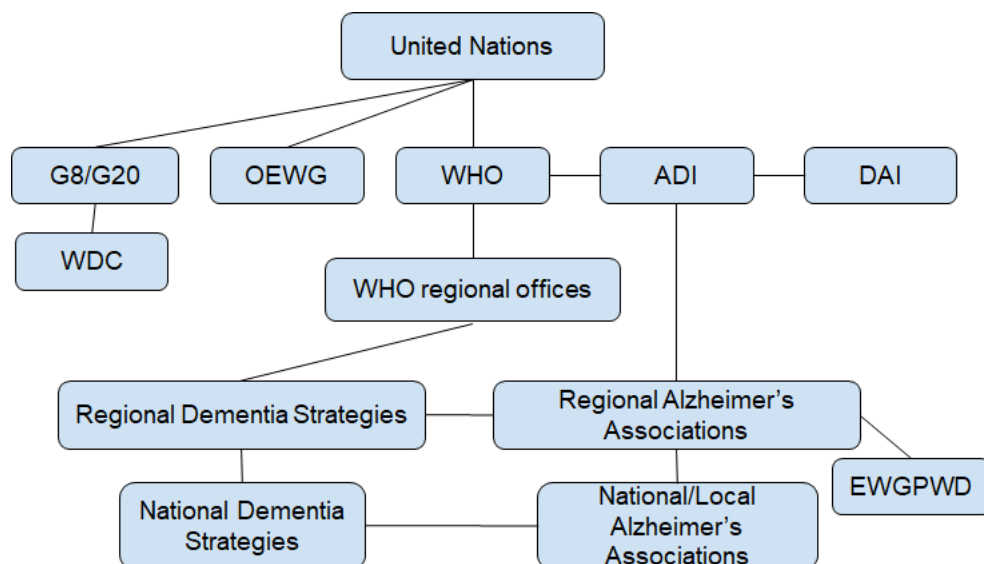 United Nations
G8/G20
OEWG
WHO
ADI
DAI
WDC
WHO regional offices
Regional Dementia Strategies
Regional Alzheimer’s
Associations
EWGPWD
National Dementia
Strategies
National/Local
Alzheimer’s
Associations